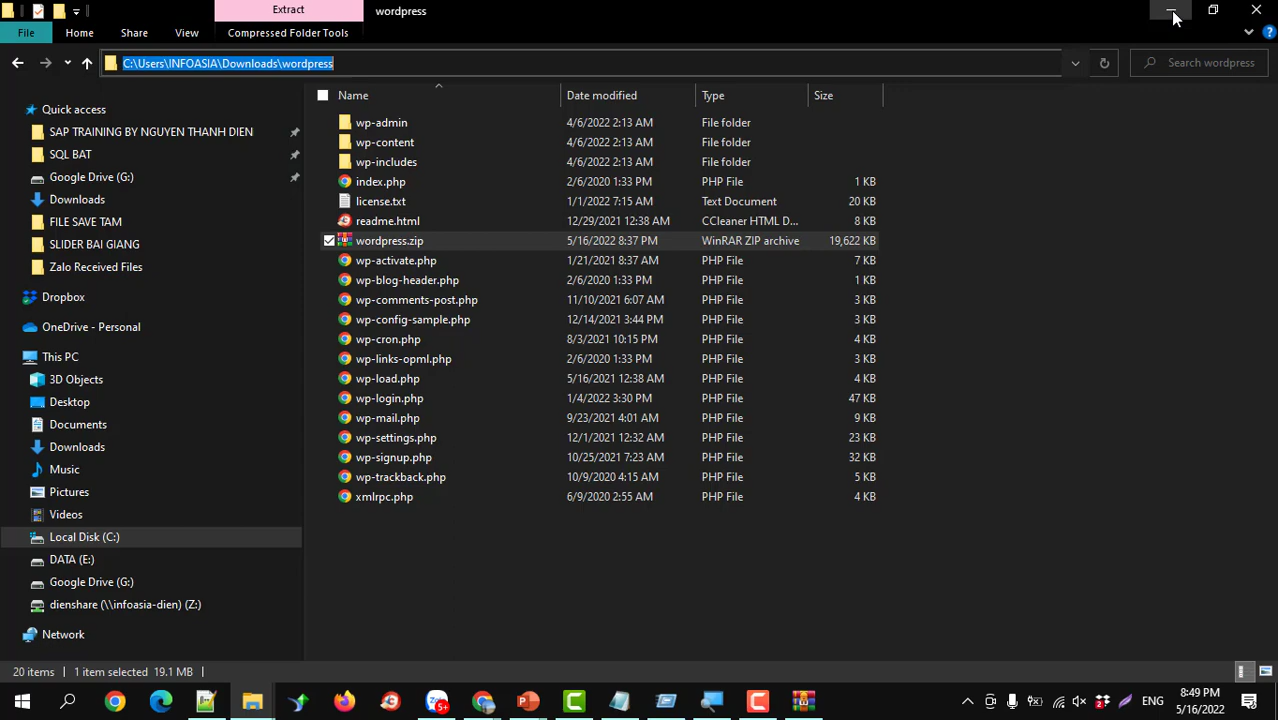 Extract
wordpress
File
Home
Share
View
Compressed Folder Tools
C:\Users\INFOASIA\Downloads\wordpress
Search wordpress
Name
Date modified
Type
Size
Quick access
SAP TRAINING BY NGUYEN THANH DIEN
SQL BAT
Google Drive (G:)
Downloads
FILE SAVE TAM
SLIDER BAI GIANG
Zalo Received Files
Dropbox
OneDrive - Personal
This PC
3D Objects
Desktop
Documents
Downloads
Music
Pictures
Videos
Local Disk (C:)
DATA (E:)
Google Drive (G:)
dienshare (\\infoasia-dien) (Z:)
Network
wp-admin 4/6/2022 2:13 AM File folder
wp-content 4/6/2022 2:13 AM File folder
wp-includes 4/6/2022 2:13 AM File folder
index.php 2/6/2020 1:33 PM PHP File 1 KB
license.txt 1/1/2022 7:15 AM Text Document 20 KB
readme.html 12/29/2021 12:38 AM CCleaner HTML D... 8 KB
wordpress.zip 5/16/2022 8:37 PM WinRAR ZIP archive 19,622 KB
wp-activate.php 1/21/2021 8:37 AM PHP File 7 KB
wp-blog-header.php 2/6/2020 1:33 PM PHP File 1 KB
wp-comments-post.php 11/10/2021 6:07 AM PHP File 3 KB
wp-config-sample.php 12/14/2021 3:44 PM PHP File 3 KB
wp-cron.php 8/3/2021 10:15 PM PHP File 4 KB
wp-links-opml.php 2/6/2020 1:33 PM PHP File 3 KB
wp-load.php 5/16/2021 12:38 AM PHP File 4 KB
wp-login.php 1/4/2022 3:30 PM PHP File 47 KB
wp-mail.php 9/23/2021 4:01 AM PHP File 9 KB
wp-settings.php 12/1/2021 12:32 AM PHP File 23 KB
wp-signup.php 10/25/2021 7:23 AM PHP File 32 KB
wp-trackback.php 10/9/2020 4:15 AM PHP File 5 KB
xmlrpc.php 6/9/2020 2:55 AM PHP File 4 KB
20 items
1 item selected 19.1 MB
5+
ENG
8:49 PM
5/16/2022